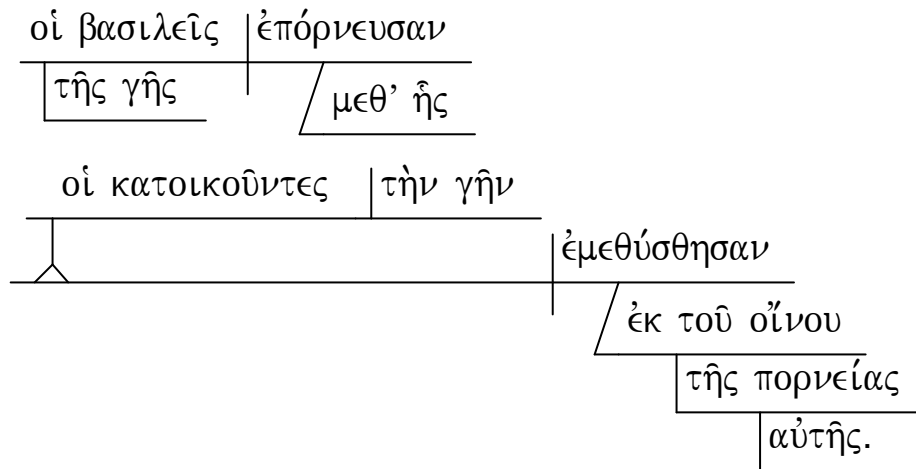 οἱ βασιλεῖς ἐπόρνευσαν
τῆς γῆς
μεθ’ ἧς
οἱ κατοικοῦντες τὴν γῆν
ἐμεθύσθησαν
ἐκ τοῦ οἴνου
τῆς πορνείας
αὐτῆς.